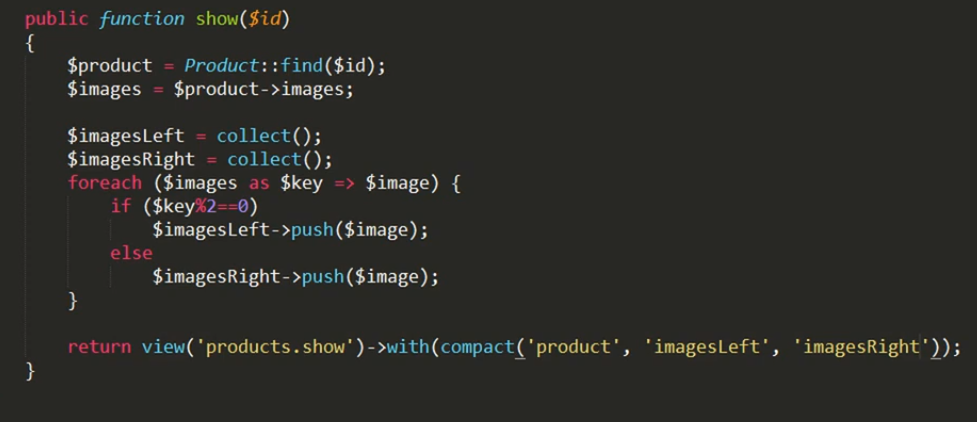 public function show($id)
{
    $product = Product::find($id);
    $images = $product->images;

    $imagesLeft = collect();
    $imagesRight = collect();
    foreach ($images as $key => $image) {
        if ($key%2==0)
            $imagesLeft->push($image);
        else
            $imagesRight->push($image);
    }

    return view('products.show')->with(compact('product', 'imagesLeft', 'imagesRight'));
}